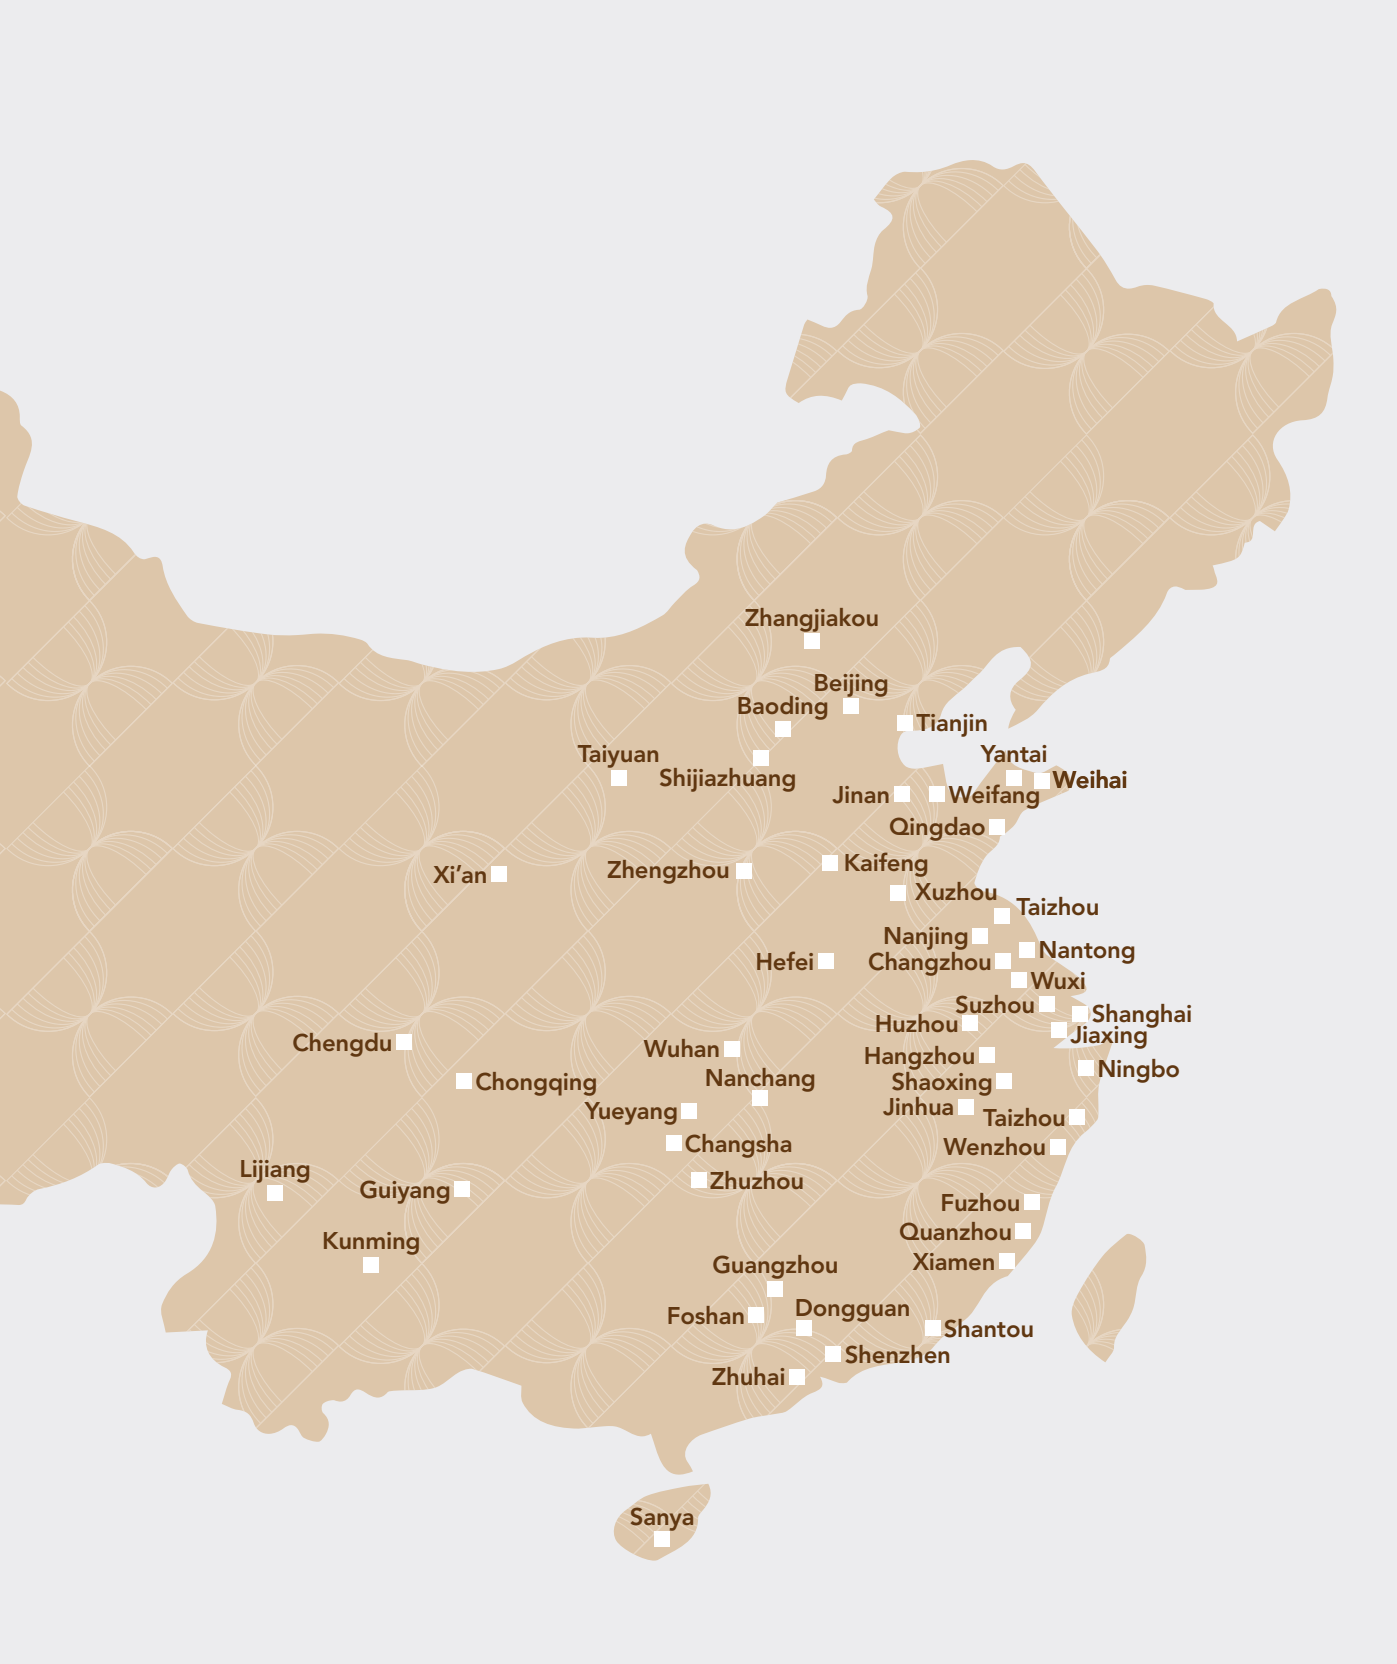 Zhangjiakou
Beijing
Baoding
Tianjin
Taiyuan
Yantai
Shijiazhuang
Weihai
Jinan
Weifang
Qingdao
Kaifeng
Zhengzhou
Xi’an
Xuzhou
Taizhou
Nanjing
Nantong
Hefei
Changzhou
Wuxi
Suzhou
Shanghai
Huzhou
Jiaxing
Chengdu
Wuhan
Hangzhou
Ningbo
Nanchang
Chongqing
Shaoxing
Jinhua
Yueyang
Taizhou
Changsha
Wenzhou
Lijiang
Zhuzhou
Guiyang
Fuzhou
Quanzhou
Kunming
Xiamen
Guangzhou
Dongguan
Foshan
Shantou
Shenzhen
Zhuhai
Sanya